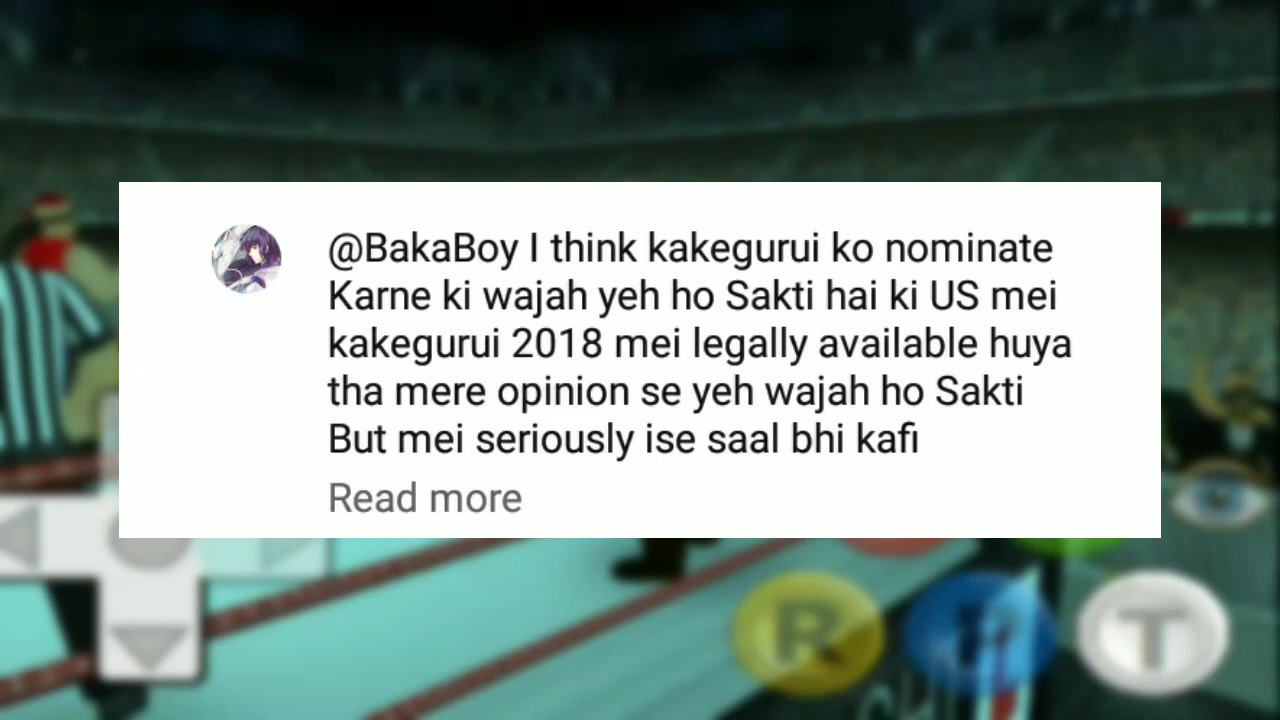 @BakaBoy I think kakegurui ko nominate
Karne ki wajah yeh ho Sakti hai ki US mei
kakegurui 2018 mei legally available huya
tha mere opinion se yeh wajah ho Sakti
But mei seriously ise saal bhi kafi
Read more
R
T